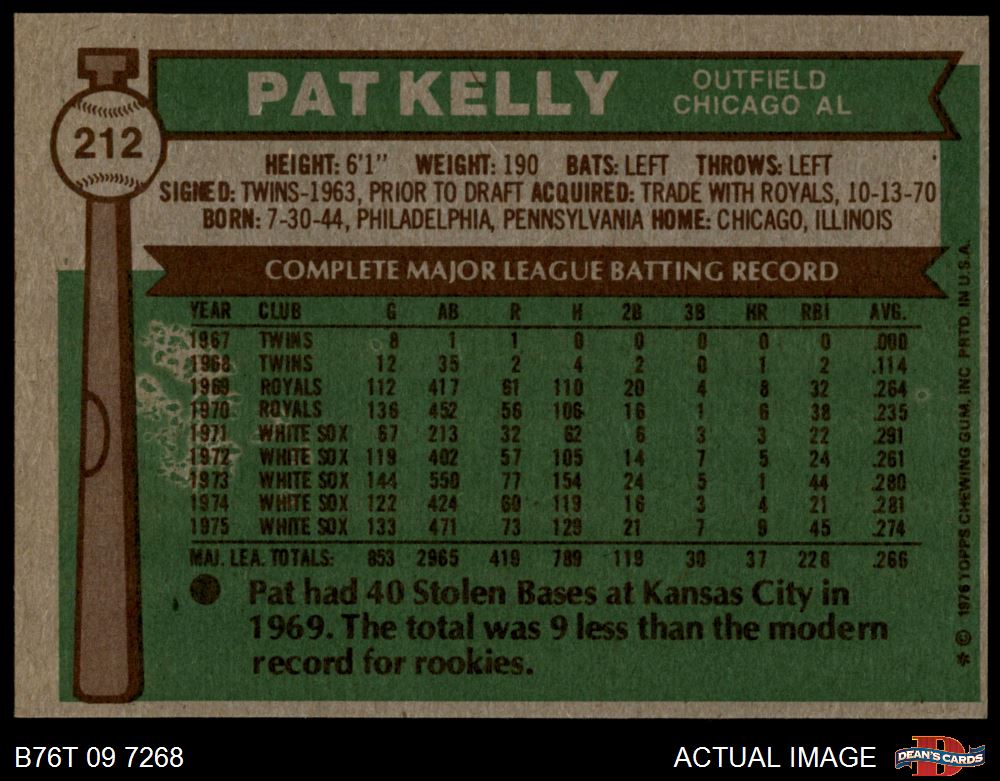 212
PAT KELLY
OUTFIELD
CHICAGO AL
HEIGHT: 6'1" WEIGHT: 190 BATS: LEFT THROWS: LEFT
SIGNED: TWINS-1963, PRIOR TO DRAFT ACQUIRED: TRADE WITH ROYALS, 10-13-70
BORN: 7-30-44, PHILADELPHIA, PENNSYLVANIA HOME: CHICAGO, ILLINOIS
COMPLETE MAJOR LEAGUE BATTING RECORD
YEAR CLUB G AB R H 2B 3B HR RBI AVG.
1967 TWINS 8 1 1 0 0 0 0 0 .000
1968 TWINS 12 35 2 4 2 0 1 2 .114
1969 ROYALS 112 417 61 110 20 4 8 32 .264
1970 ROYALS 136 452 56 106 16 1 6 38 .235
1971 WHITE SOX 67 213 32 62 6 3 3 22 .291
1972 WHITE SOX 119 402 57 105 14 7 5 24 .261
1973 WHITE SOX 144 550 77 154 24 5 1 44 .280
1974 WHITE SOX 122 424 60 119 16 3 4 21 .281
1975 WHITE SOX 133 471 73 129 21 7 9 45 .274
MAJ. LEA. TOTALS: 853 2965 419 789 119 30 37 228 .266
Pat had 40 Stolen Bases at Kansas City in
1969. The total was 9 less than the modern
record for rookies.
* © 1976 TOPPS CHEWING GUM, INC PRTD. IN U.S.A.
B76T 09 7268
ACTUAL IMAGE
D
DEAN'S CARDS